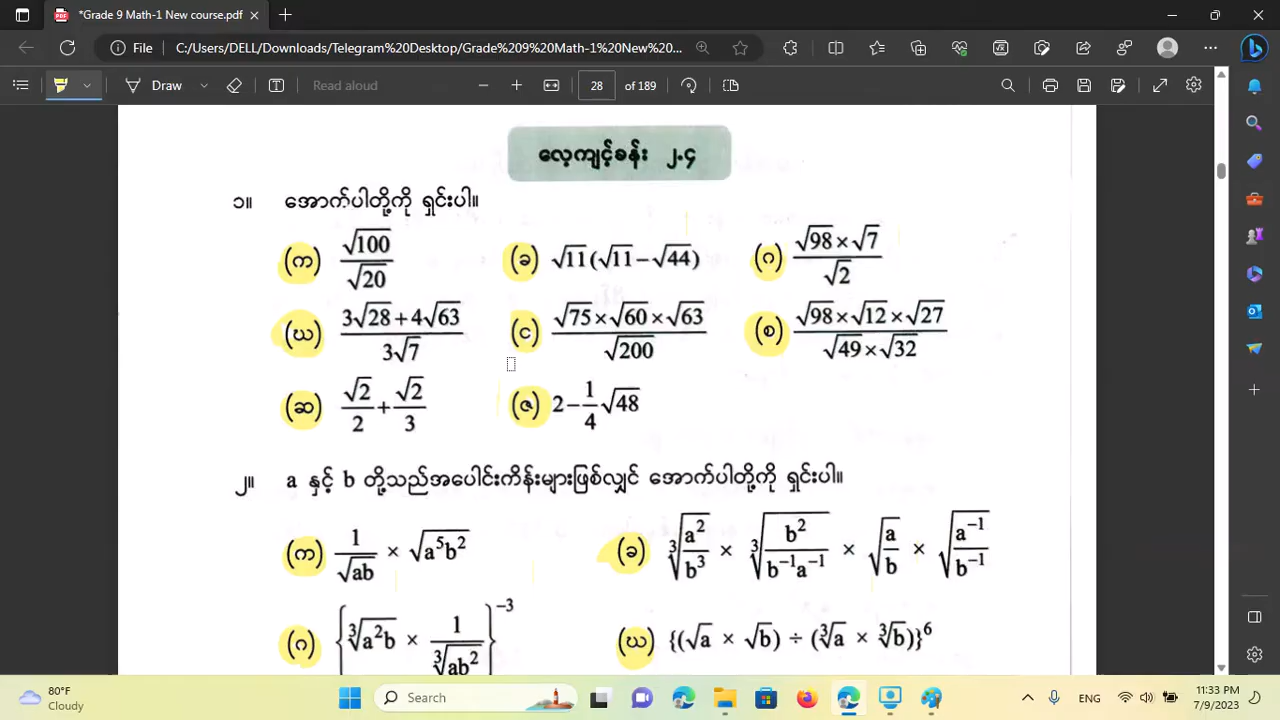 *Grade 9 Math-1 New course.pdf
File C:/Users/DELL/Downloads/Telegram%20Desktop/Grade%209%20Math-1%20New%20...
Draw Read aloud 28 of 189
လေ့ကျင့်ခန်း ၂.၄
၁။ အောက်ပါတို့ကို ရှင်းပါ။
(က) √100/√20 (ခ) √11(√11−√44) (ဂ) (√98×√7)/√2
(ဃ) (3√28+4√63)/3√7 (င) (√75×√60×√63)/√200 (စ) (√98×√12×√27)/(√49×√32)
(ဆ) √2/2+√2/3 (ဇ) 2−1/4√48
၂။ a နှင့် b တို့သည်အပေါင်းကိန်းများဖြစ်လျှင် အောက်ပါတို့ကို ရှင်းပါ။
(က) 1/√(ab) × √(a⁵b²) (ခ) ∛(a²/b³) × ∛(b²/(b⁻¹a⁻¹)) × √(a/b) × √(a⁻¹/b⁻¹)
(ဂ) {∛(a²b) × 1/∛(ab²)}⁻³ (ဃ) {(√a × √b) ÷ (∛a × ∛b)}⁶
80°F
Cloudy
Search
ENG
11:33 PM
7/9/2023